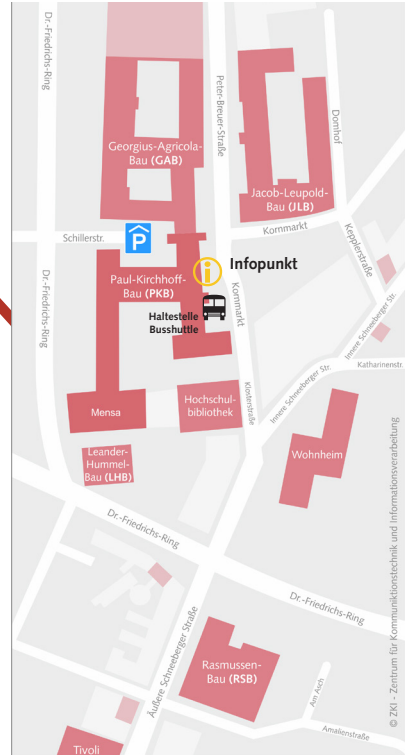 Dr.-Friedrichs-Ring
Peter-Breuer-Straße
Domhof
Georgius-Agricola-
Bau (GAB)
Jacob-Leupold-
Bau (JLB)
Schillerstr.
P
Kornmarkt
Kepplerstraße
i
Infopunkt
Dr.-Friedrichs-Ring
Paul-Kirchhoff-
Bau (PKB)
Kornmarkt
Haltestelle
Busshuttle
Innere Schneeberger Str.
Katharinenstr.
Mensa
Hochschul-
bibliothek
Klosterstraße
Innere Schneeberger Str.
Leander-
Hummel-
Bau (LHB)
Wohnheim
Dr.-Friedrichs-Ring
Dr.-Friedrichs-Ring
Äußere Schneeberger Straße
Rasmussen-
Bau (RSB)
Am Asch
Amalienstraße
Tivoli
© ZKI - Zentrum für Kommuniktionstechnik und Informationsverarbeitung